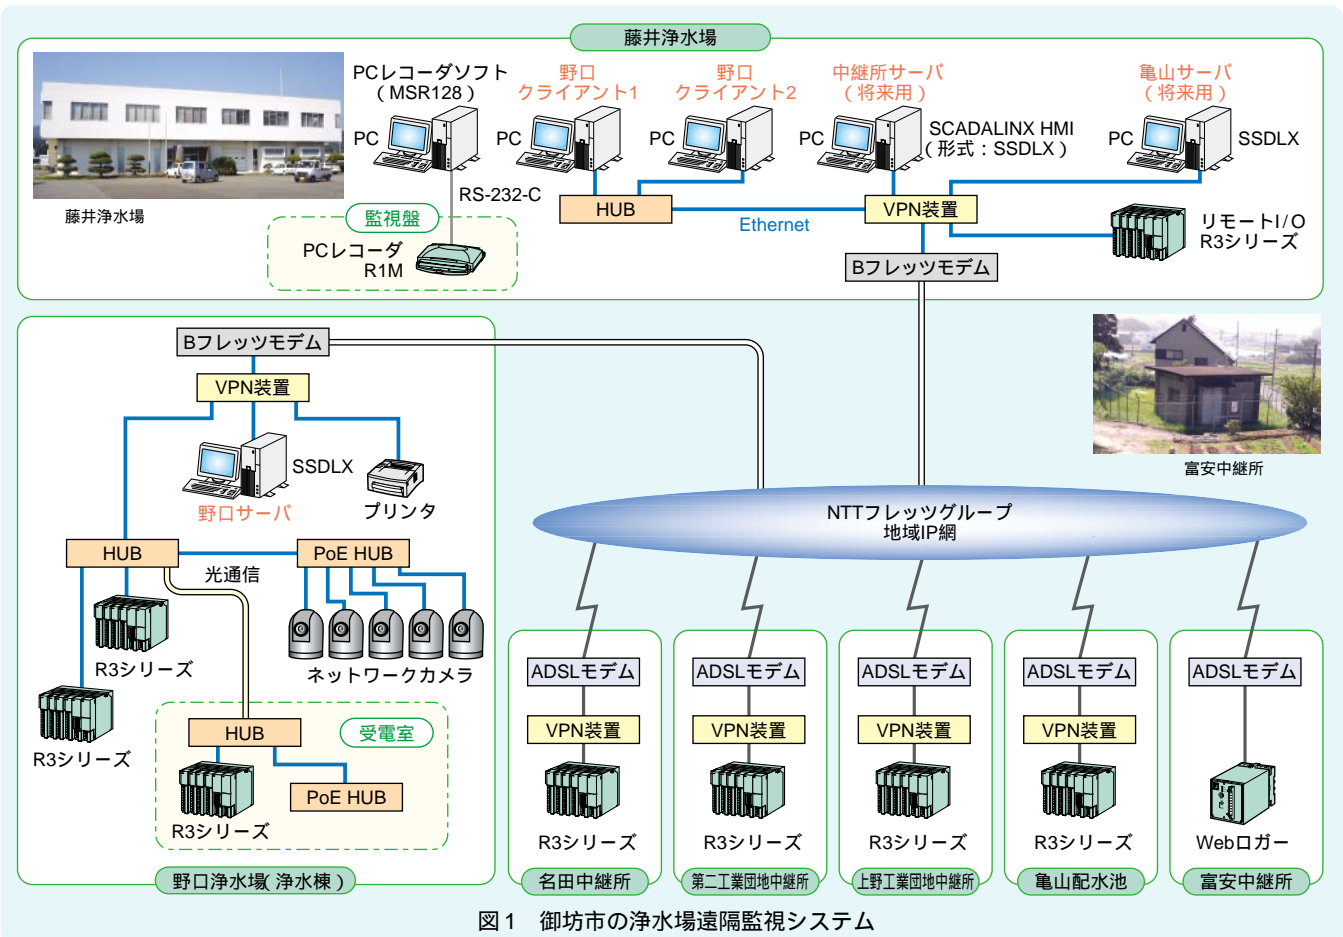 藤井浄水場
PCレコーダソフト
（MSR128）
野口
クライアント1
野口
クライアント2
中継所サーバ
（将来用）
亀山サーバ
（将来用）
PC
PC
PC
PC
SCADALINX HMI
（形式：SSDLX）
PC
SSDLX
藤井浄水場
RS-232-C
監視盤
PCレコーダ
R1M
HUB
Ethernet
VPN装置
リモートI/O
R3シリーズ
Bフレッツモデム
Bフレッツモデム
VPN装置
SSDLX
野口サーバ
プリンタ
富安中継所
NTTフレッツグループ
地域IP網
HUB
PoE HUB
光通信
R3シリーズ
ネットワークカメラ
R3シリーズ
HUB
受電室
R3シリーズ
PoE HUB
野口浄水場(浄水棟)
ADSLモデム
ADSLモデム
ADSLモデム
ADSLモデム
ADSLモデム
VPN装置
VPN装置
VPN装置
VPN装置
R3シリーズ
R3シリーズ
R3シリーズ
R3シリーズ
Webロガー
名田中継所
第二工業団地中継所
上野工業団地中継所
亀山配水池
富安中継所
図1　御坊市の浄水場遠隔監視システム